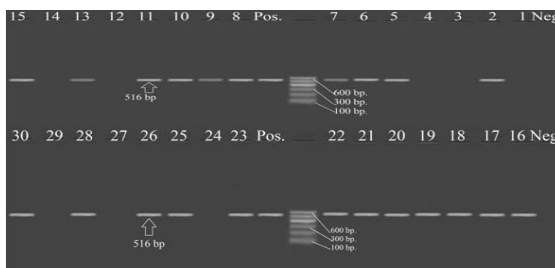 15 14 13 12 11 10 9 8 Pos. 7 6 5 4 3 2 1 Neg
516 bp
600 bp.
300 bp.
100 bp.
30 29 28 27 26 25 24 23 Pos. 22 21 20 19 18 17 16 Neg
516 bp
600 bp.
300 bp.
100 bp.